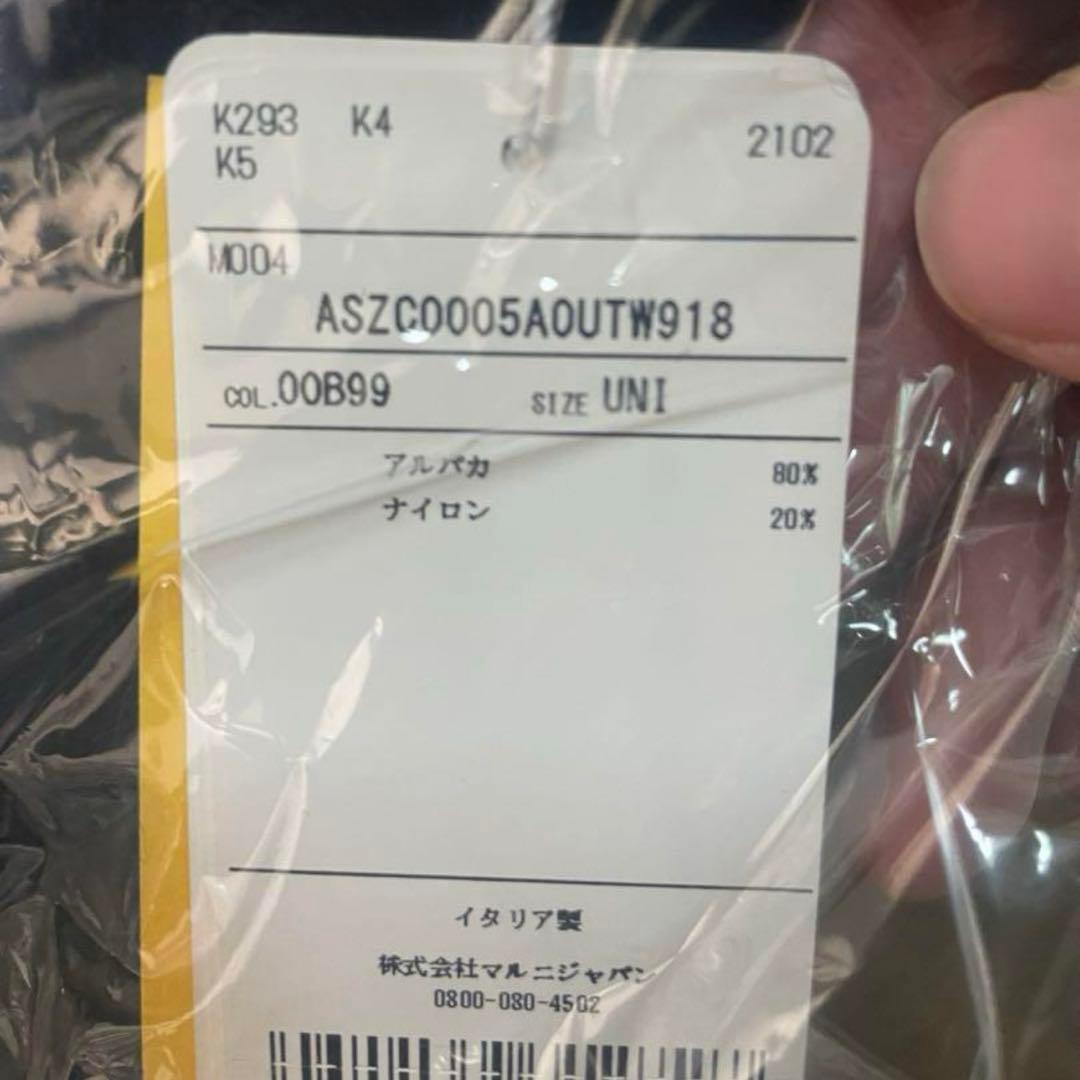 K293 K4 2102
K5
M004
ASZC0005A0UTW918
COL.00B99 SIZE UNI
アルパカ 80%
ナイロン 20%
イタリア製
株式会社マルニジャパン
0800-080-4502